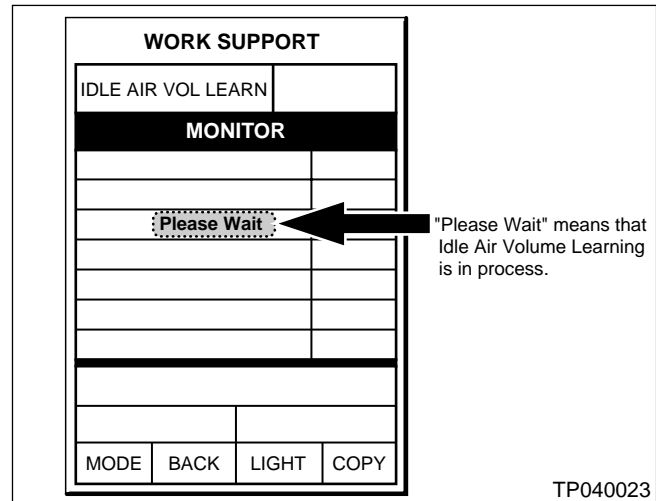 WORK SUPPORT
IDLE AIR VOL LEARN
MONITOR
Please Wait
"Please Wait" means that
Idle Air Volume Learning
is in process.
MODE BACK LIGHT COPY
TP040023